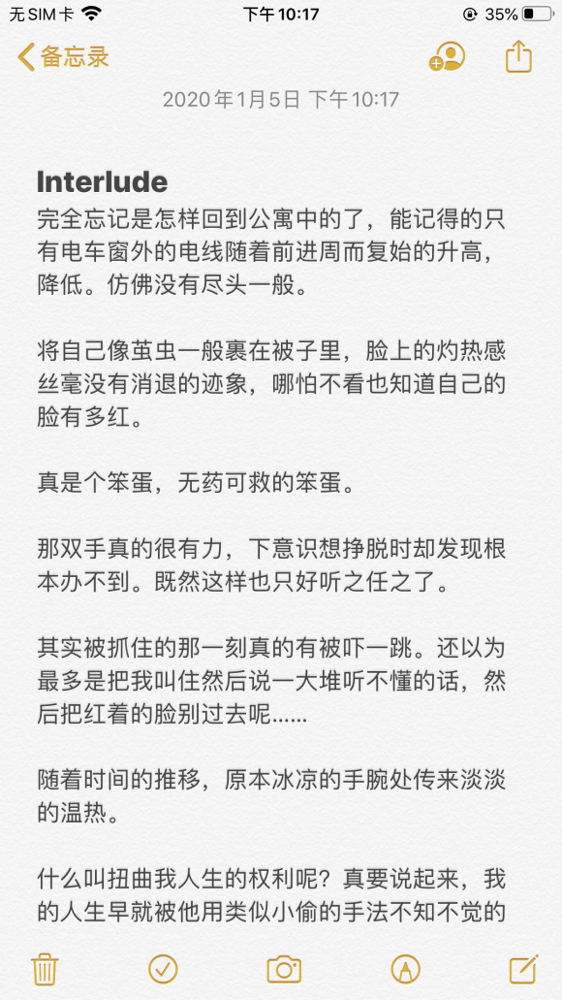 无SIM卡 下午10:17 35%
备忘录
2020年1月5日 下午10:17
Interlude
完全忘记是怎样回到公寓中的了，能记得的只
有电车窗外的电线随着前进周而复始的升高，
降低。仿佛没有尽头一般。
将自己像茧虫一般裹在被子里，脸上的灼热感
丝毫没有消退的迹象，哪怕不看也知道自己的
脸有多红。
真是个笨蛋，无药可救的笨蛋。
那双手真的很有力，下意识想挣脱时却发现根
本办不到。既然这样也只好听之任之了。
其实被抓住的那一刻真的有被吓一跳。还以为
最多是把我叫住然后说一大堆听不懂的话，然
后把红着的脸别过去呢……
随着时间的推移，原本冰凉的手腕处传来淡淡
的温热。
什么叫扭曲我人生的权利呢？真要说起来，我
的人生早就被他用类似小偷的手法不知不觉的